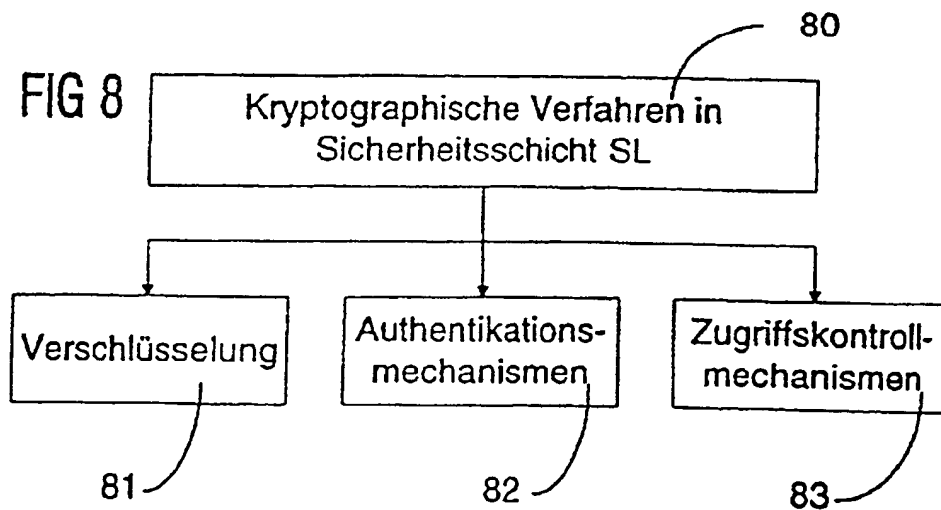 80
FIG 8
Kryptographische Verfahren in
Sicherheitsschicht SL
Verschlüsselung
Authentikations-
mechanismen
Zugriffskontroll-
mechanismen
81
82
83